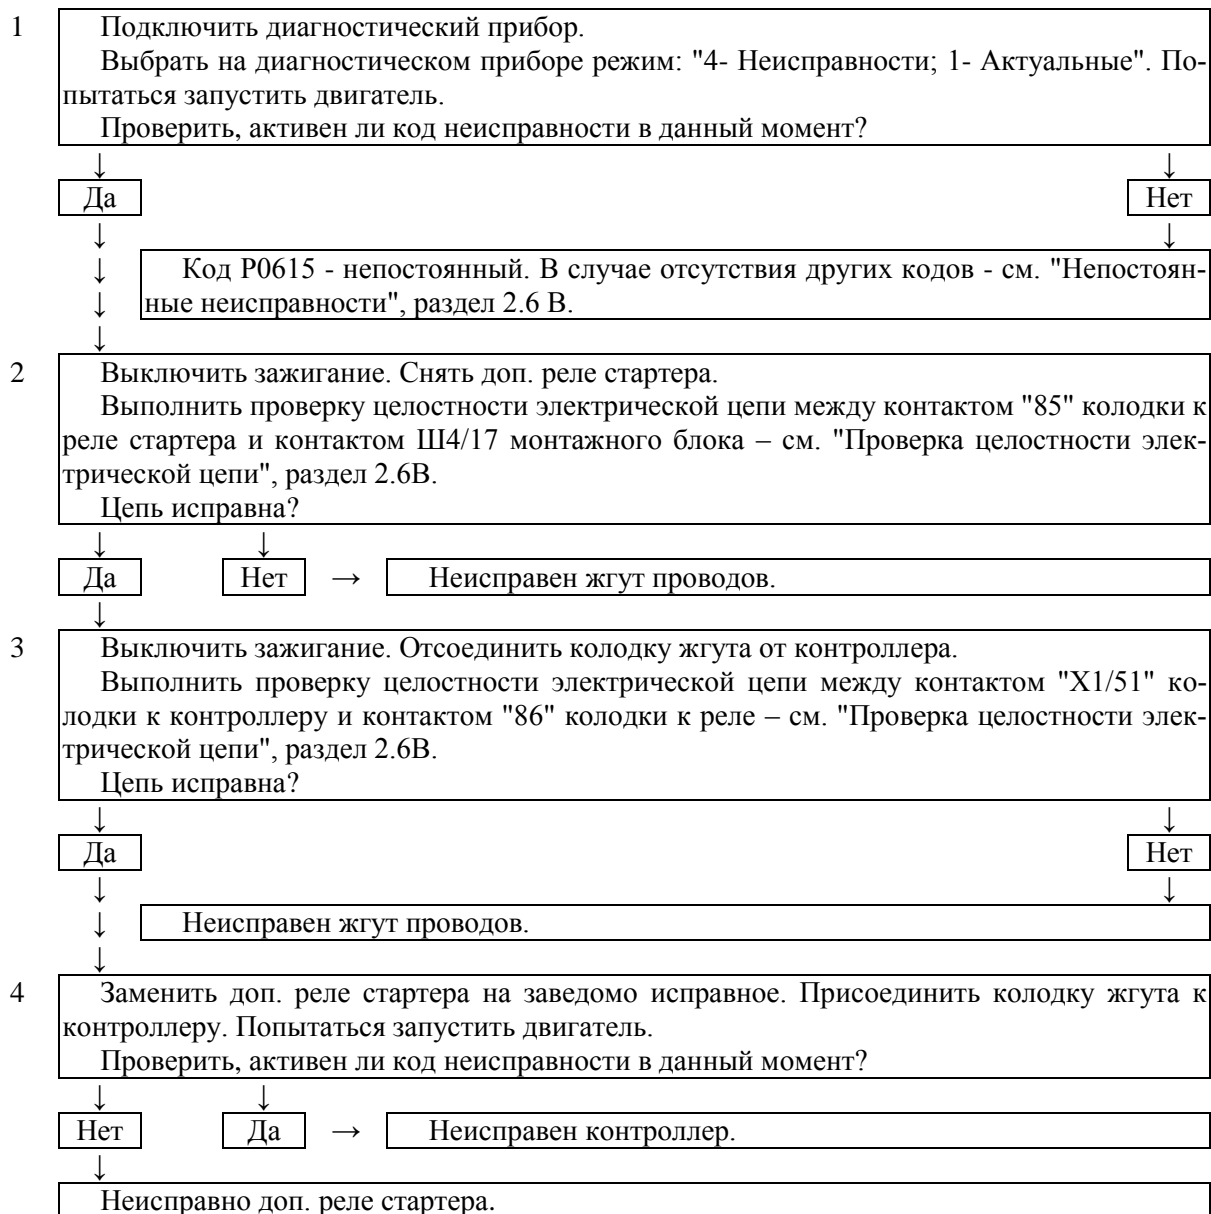 1 Подключить диагностический прибор.
Выбрать на диагностическом приборе режим: "4- Неисправности; 1- Актуальные". По-
пытаться запустить двигатель.
Проверить, активен ли код неисправности в данный момент?
↓ ↓
Да Нет
↓ ↓
↓ Код Р0615 - непостоянный. В случае отсутствия других кодов - см. "Непостоян-
↓ ные неисправности", раздел 2.6 В.
↓
2 Выключить зажигание. Снять доп. реле стартера.
Выполнить проверку целостности электрической цепи между контактом "85" колодки к
реле стартера и контактом Ш4/17 монтажного блока – см. "Проверка целостности элек-
трической цепи", раздел 2.6В.
Цепь исправна?
↓ ↓
Да Нет → Неисправен жгут проводов.
↓
3 Выключить зажигание. Отсоединить колодку жгута от контроллера.
Выполнить проверку целостности электрической цепи между контактом "Х1/51" ко-
лодки к контроллеру и контактом "86" колодки к реле – см. "Проверка целостности элек-
трической цепи", раздел 2.6В.
Цепь исправна?
↓ ↓
Да Нет
↓ ↓
↓ Неисправен жгут проводов.
↓
4 Заменить доп. реле стартера на заведомо исправное. Присоединить колодку жгута к
контроллеру. Попытаться запустить двигатель.
Проверить, активен ли код неисправности в данный момент?
↓ ↓
Нет Да → Неисправен контроллер.
↓
Неисправно доп. реле стартера.